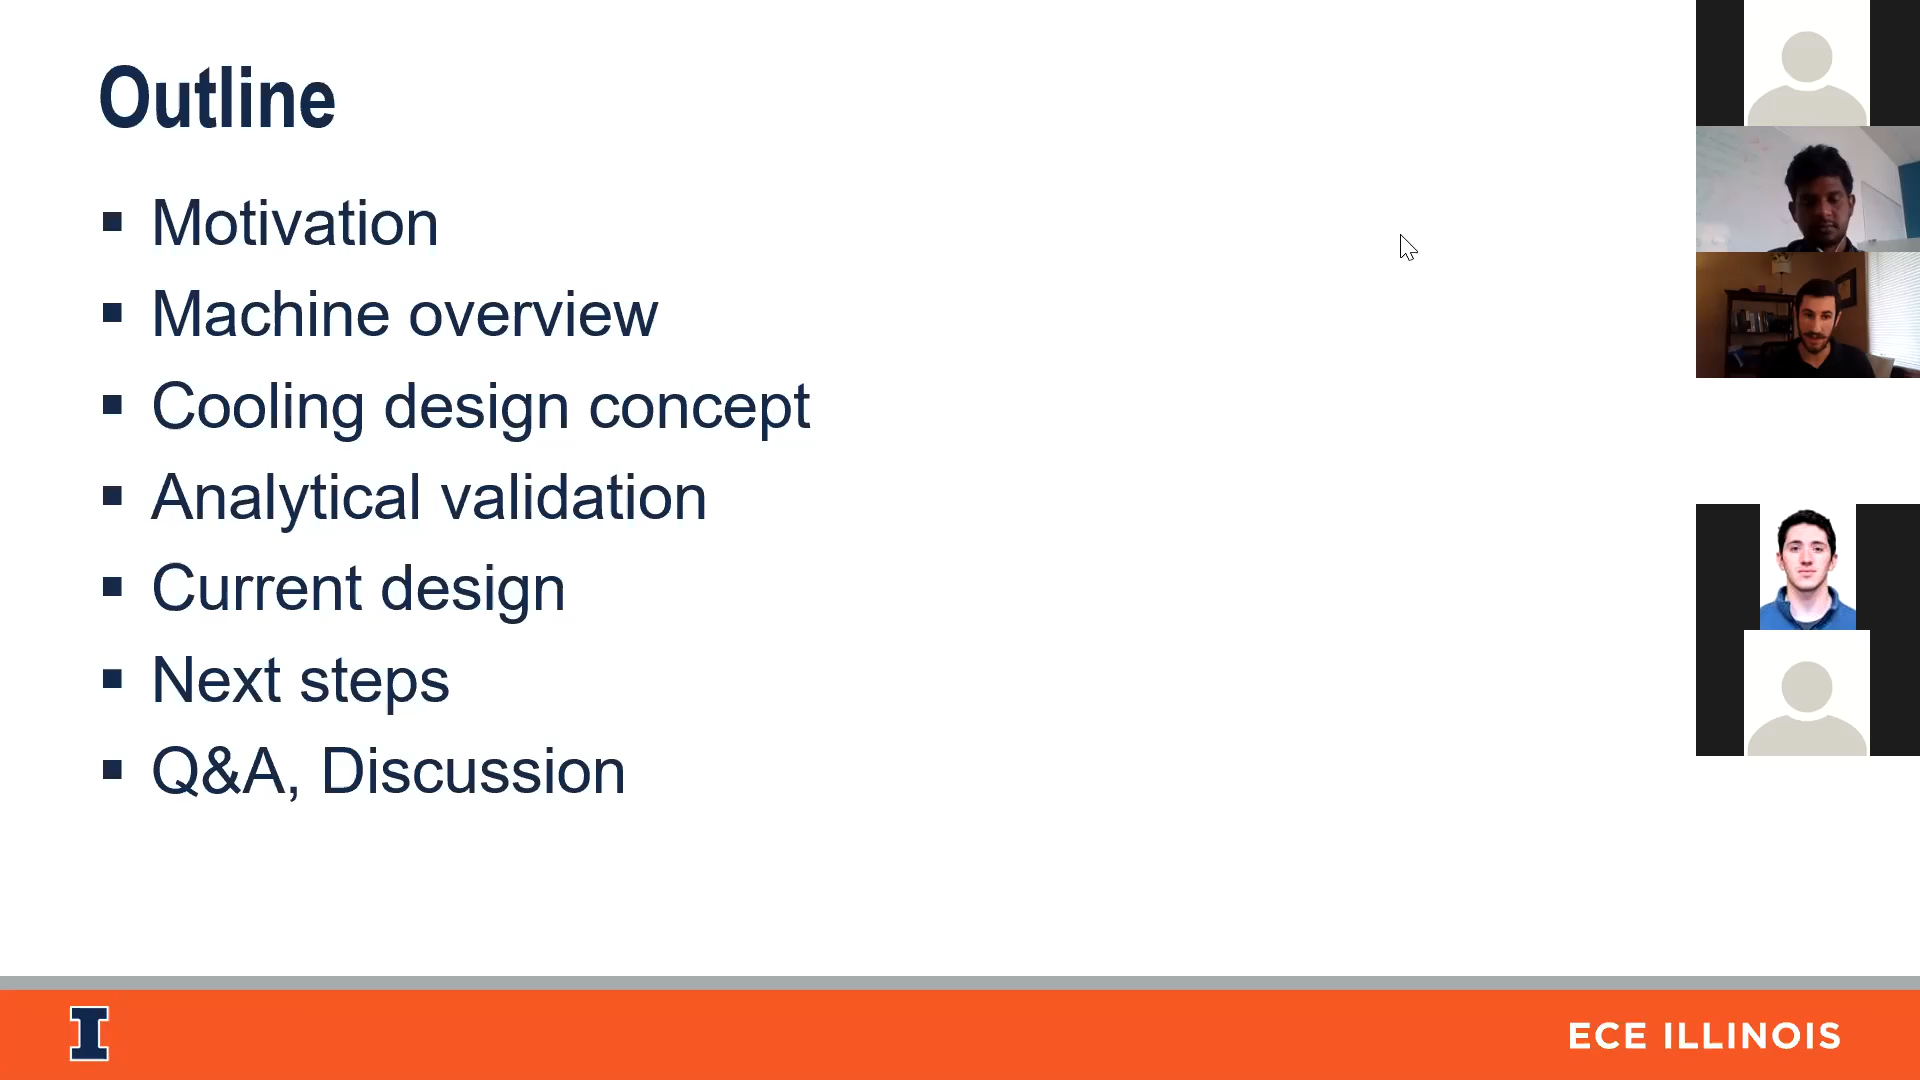 Outline
▪ Motivation
▪ Machine overview
▪ Cooling design concept
▪ Analytical validation
▪ Current design
▪ Next steps
▪ Q&A, Discussion
I
ECE ILLINOIS